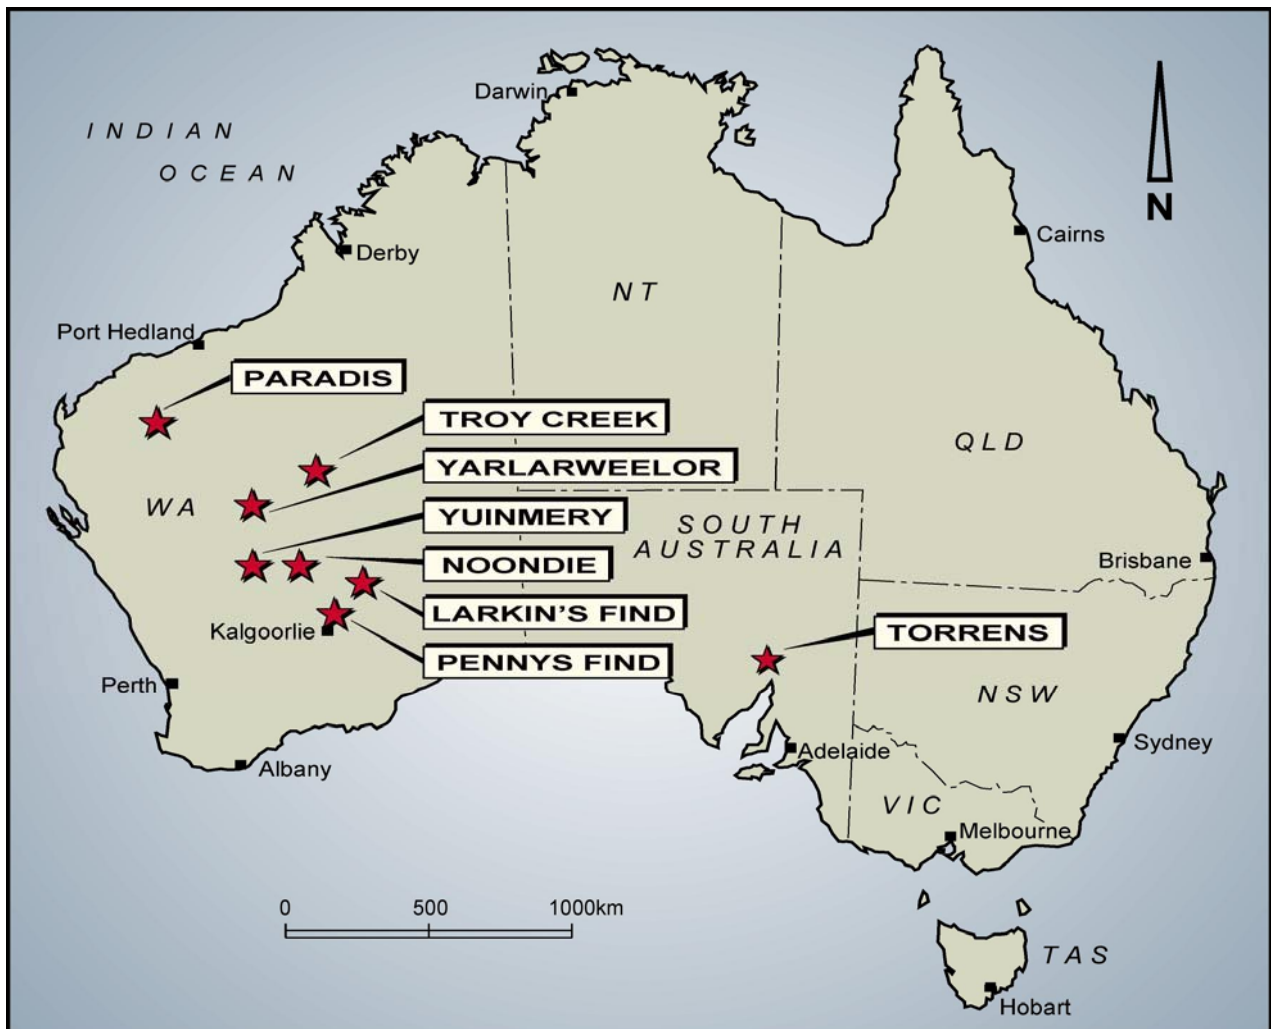 Darwin
INDIAN
OCEAN
N
Cairns
Derby
NT
Port Hedland
PARADIS
TROY CREEK
QLD
YARLARWEELOR
WA
YUINMERY
SOUTH
AUSTRALIA
NOONDIE
Brisbane
LARKIN'S FIND
Kalgoorlie
TORRENS
PENNYS FIND
Perth
NSW
Sydney
Adelaide
Albany
VIC
Melbourne
0 500 1000km
TAS
Hobart